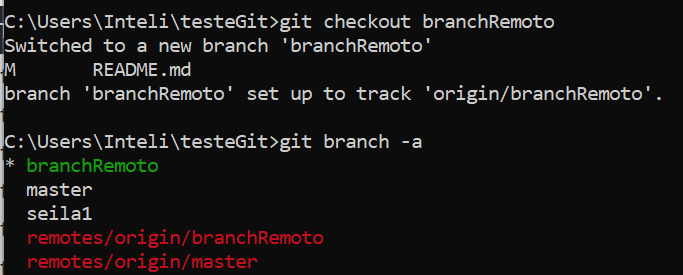 C:\Users\Inteli\testeGit>git checkout branchRemoto
Switched to a new branch 'branchRemoto'
M       README.md
branch 'branchRemoto' set up to track 'origin/branchRemoto'.
C:\Users\Inteli\testeGit>git branch -a
* branchRemoto
  master
  seila1
  remotes/origin/branchRemoto
  remotes/origin/master